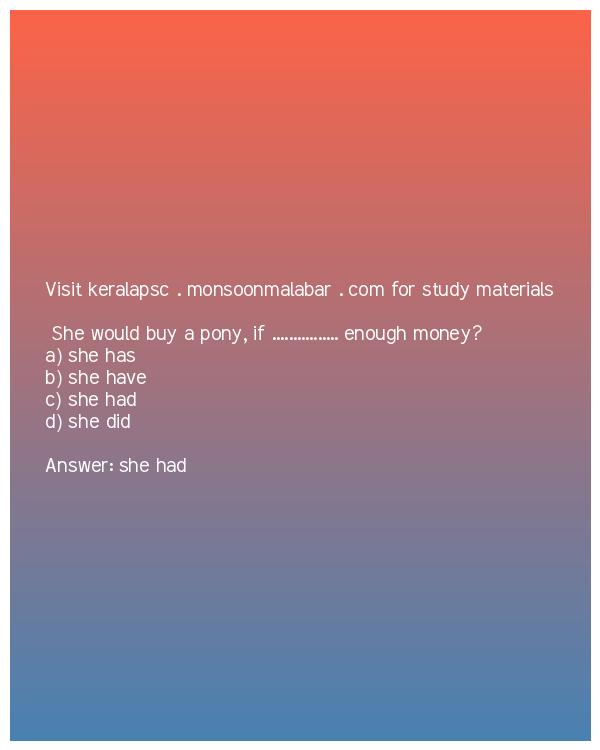 Visit keralapsc . monsoonmalabar . com for study materials
She would buy a pony, if ................ enough money?
a) she has
b) she have
c) she had
d) she did
Answer: she had